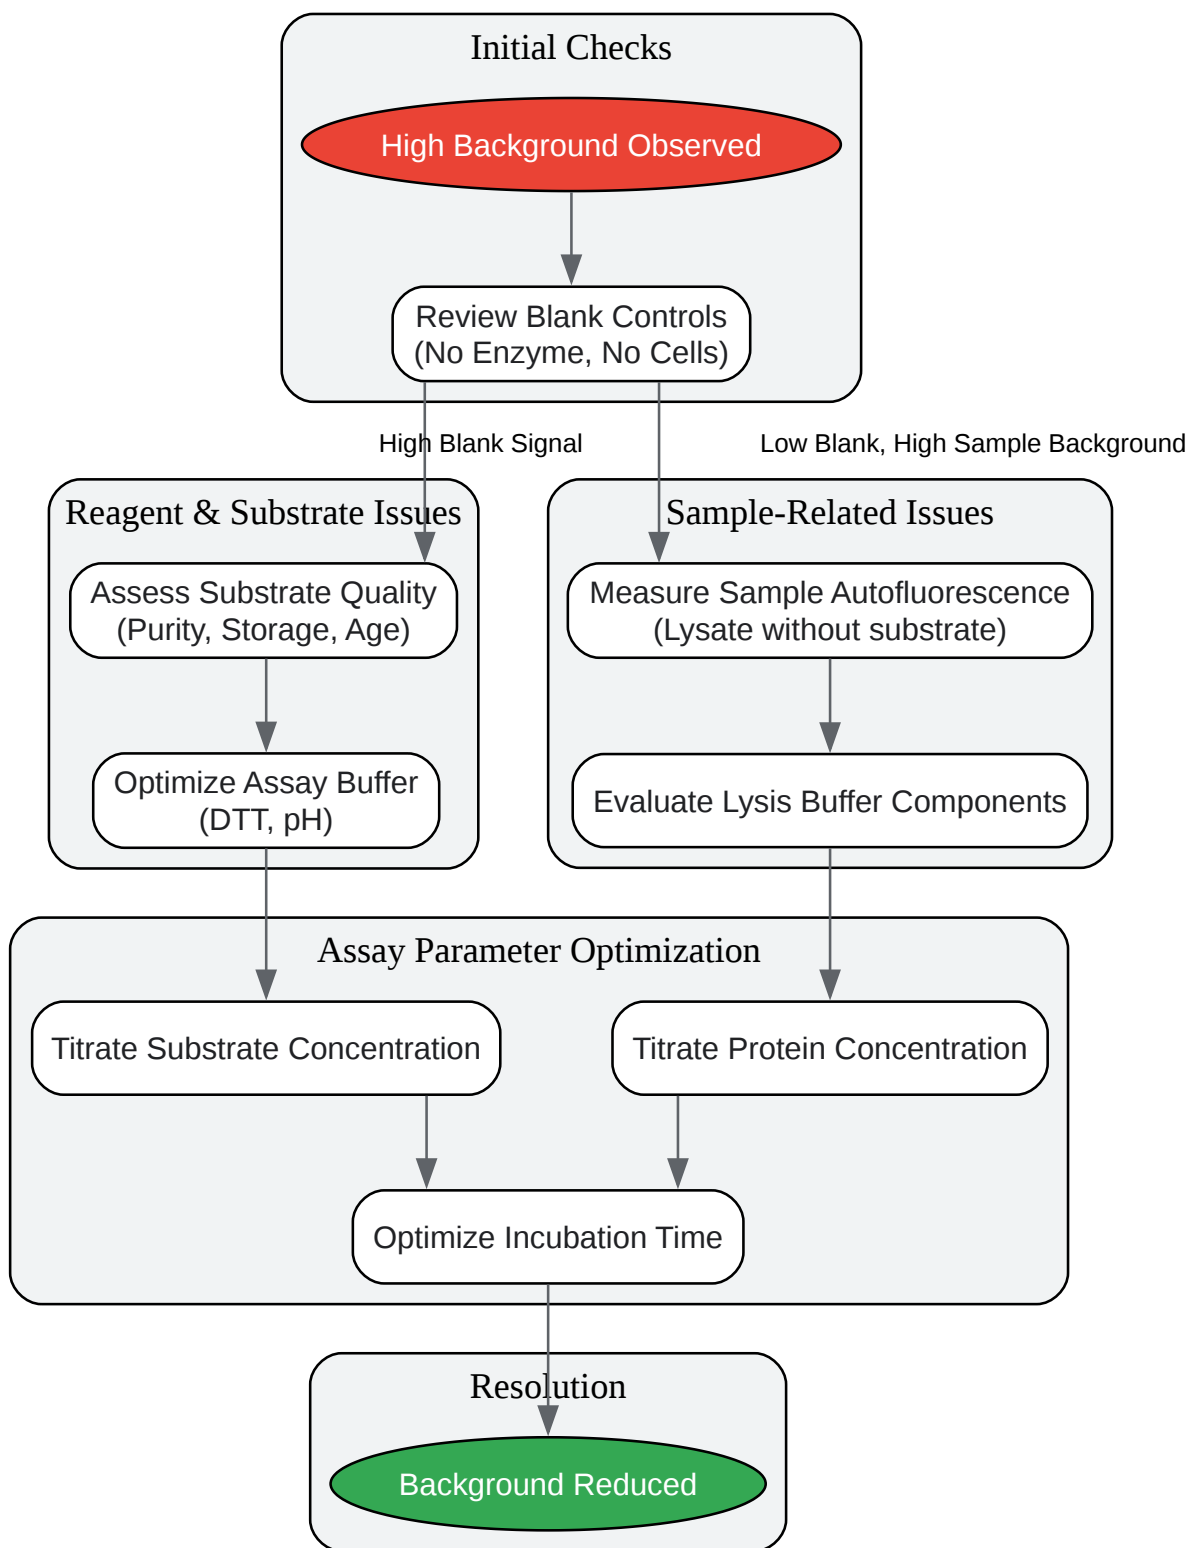 Initial Checks
High Background Observed
Review Blank Controls
(No Enzyme, No Cells)
High Blank Signal
Low Blank, High Sample Background
Reagent & Substrate Issues
Assess Substrate Quality
(Purity, Storage, Age)
Optimize Assay Buffer
(DTT, pH)
Sample-Related Issues
Measure Sample Autofluorescence
(Lysate without substrate)
Evaluate Lysis Buffer Components
Assay Parameter Optimization
Titrate Substrate Concentration
Titrate Protein Concentration
Optimize Incubation Time
Resolution
Background Reduced